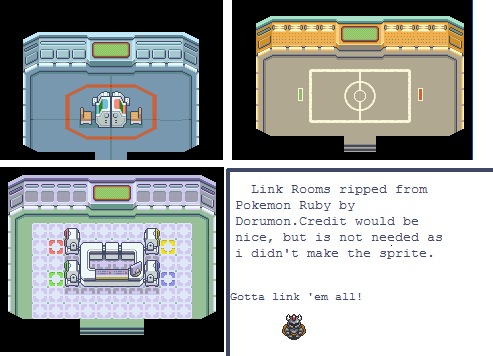 Link Rooms ripped from
Pokemon Ruby by
Dorumon.Credit would be
nice, but is not needed as
i didn't make the sprite.
Gotta link 'em all!